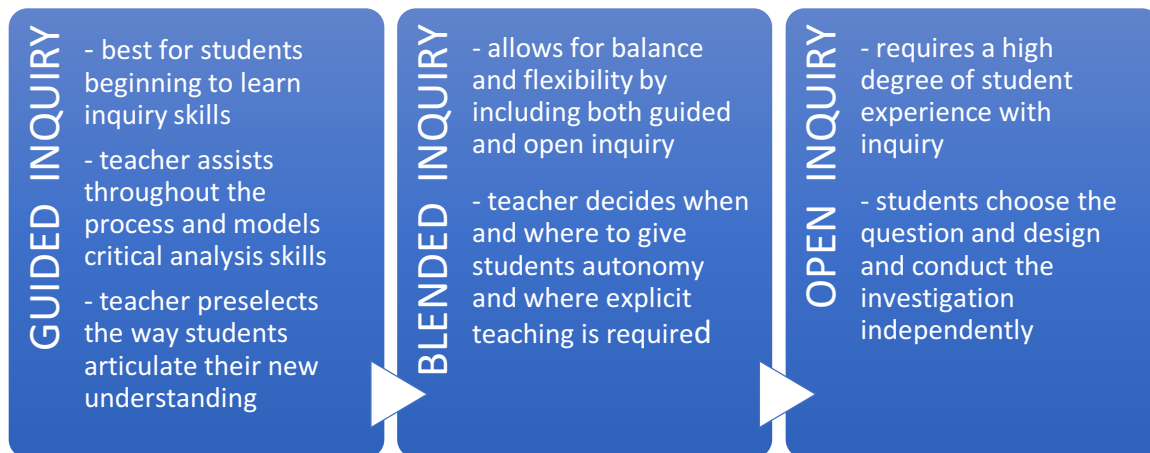 GUIDED INQUIRY
- best for students
beginning to learn
inquiry skills
- teacher assists
throughout the
process and models
critical analysis skills
- teacher preselects
the way students
articulate their new
understanding
BLENDED INQUIRY
- allows for balance
and flexibility by
including both guided
and open inquiry
- teacher decides when
and where to give
students autonomy
and where explicit
teaching is required
OPEN INQUIRY
- requires a high
degree of student
experience with
inquiry
- students choose the
question and design
and conduct the
investigation
independently